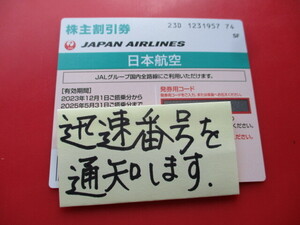 株主割引券
23D 1231957 74
SF
JAPAN AIRLINES
日本航空
JALグループ国内全路線にご利用いただけます。
【有効期間】
2023年12月1日ご搭乗分から
2025年5月31日ご搭乗分まで
発券用コード
迅速番号を
通知します.